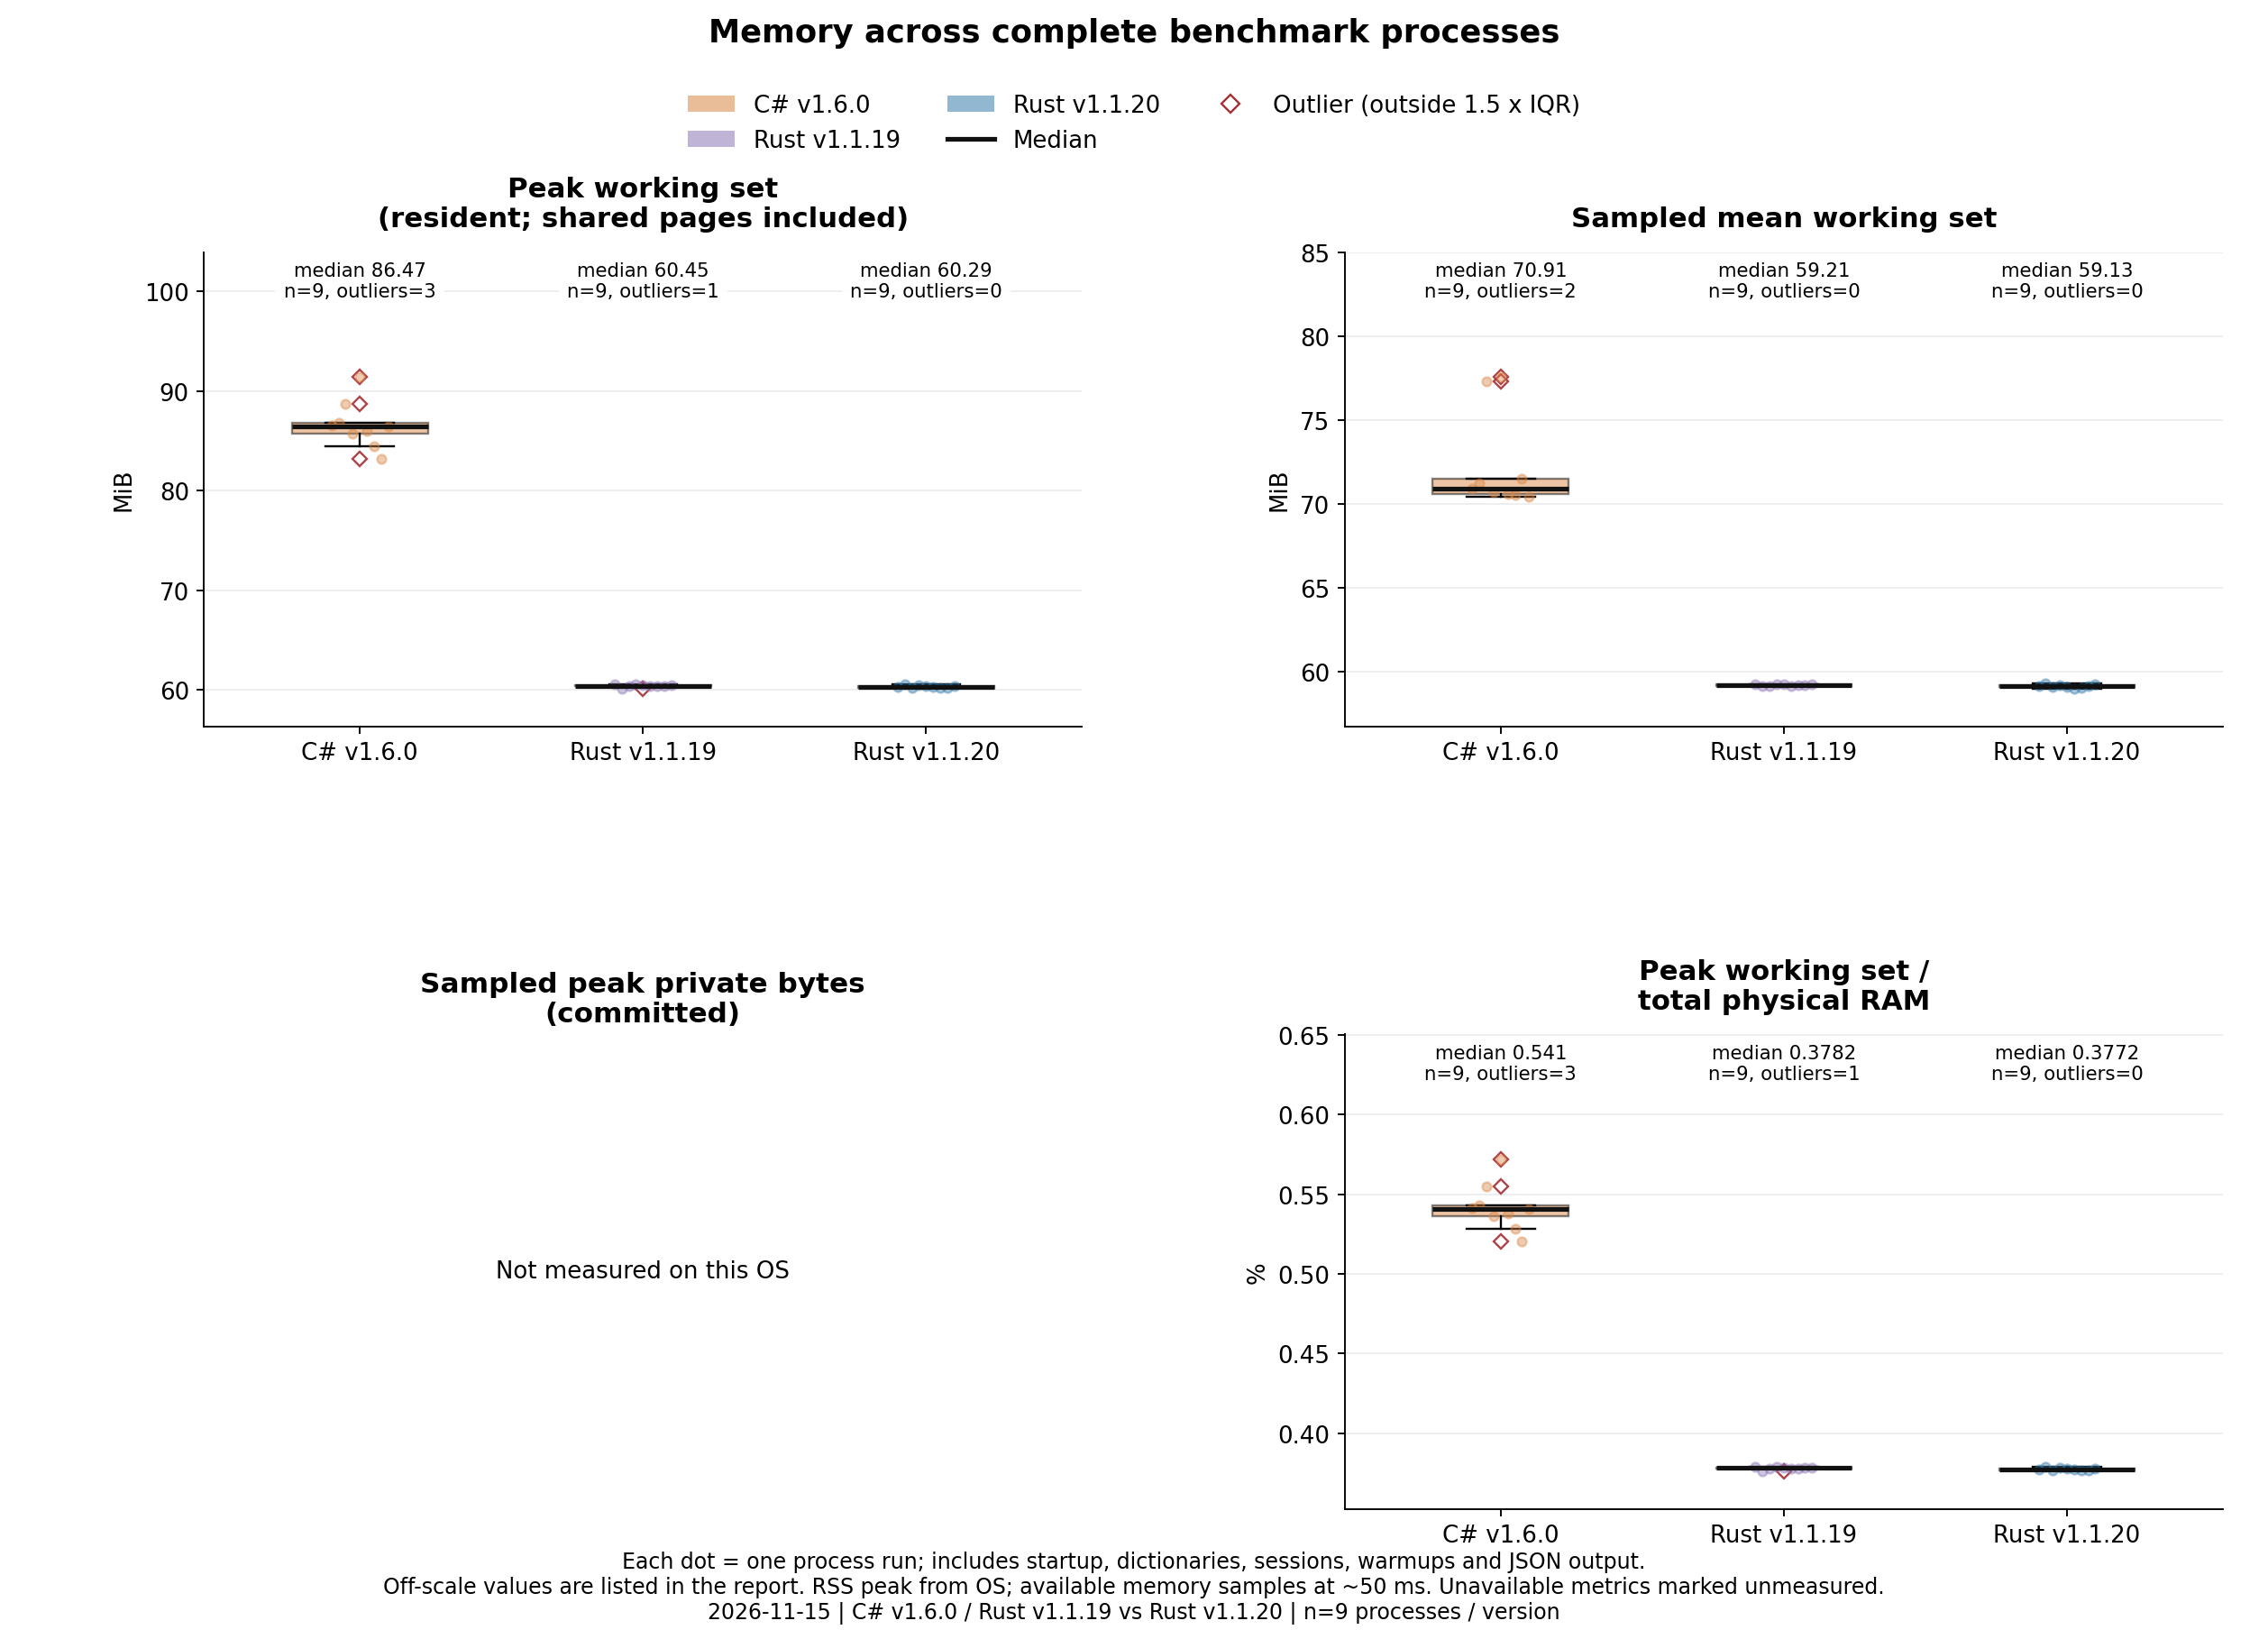 Memory across complete benchmark processes
C# v1.6.0
Rust v1.1.19
Rust v1.1.20
Median
Outlier (outside 1.5 x IQR)
Peak working set
(resident; shared pages included)
median 86.47
n=9, outliers=3
median 60.45
n=9, outliers=1
median 60.29
n=9, outliers=0
100
90
80
70
60
MiB
C# v1.6.0
Rust v1.1.19
Rust v1.1.20
Sampled mean working set
median 70.91
n=9, outliers=2
median 59.21
n=9, outliers=0
median 59.13
n=9, outliers=0
85
80
75
70
65
60
MiB
C# v1.6.0
Rust v1.1.19
Rust v1.1.20
Sampled peak private bytes
(committed)
Not measured on this OS
Peak working set /
total physical RAM
median 0.541
n=9, outliers=3
median 0.3782
n=9, outliers=1
median 0.3772
n=9, outliers=0
0.65
0.60
0.55
0.50
0.45
0.40
%
C# v1.6.0
Rust v1.1.19
Rust v1.1.20
Each dot = one process run; includes startup, dictionaries, sessions, warmups and JSON output.
Off-scale values are listed in the report. RSS peak from OS; available memory samples at ~50 ms. Unavailable metrics marked unmeasured.
2026-11-15 | C# v1.6.0 / Rust v1.1.19 vs Rust v1.1.20 | n=9 processes / version